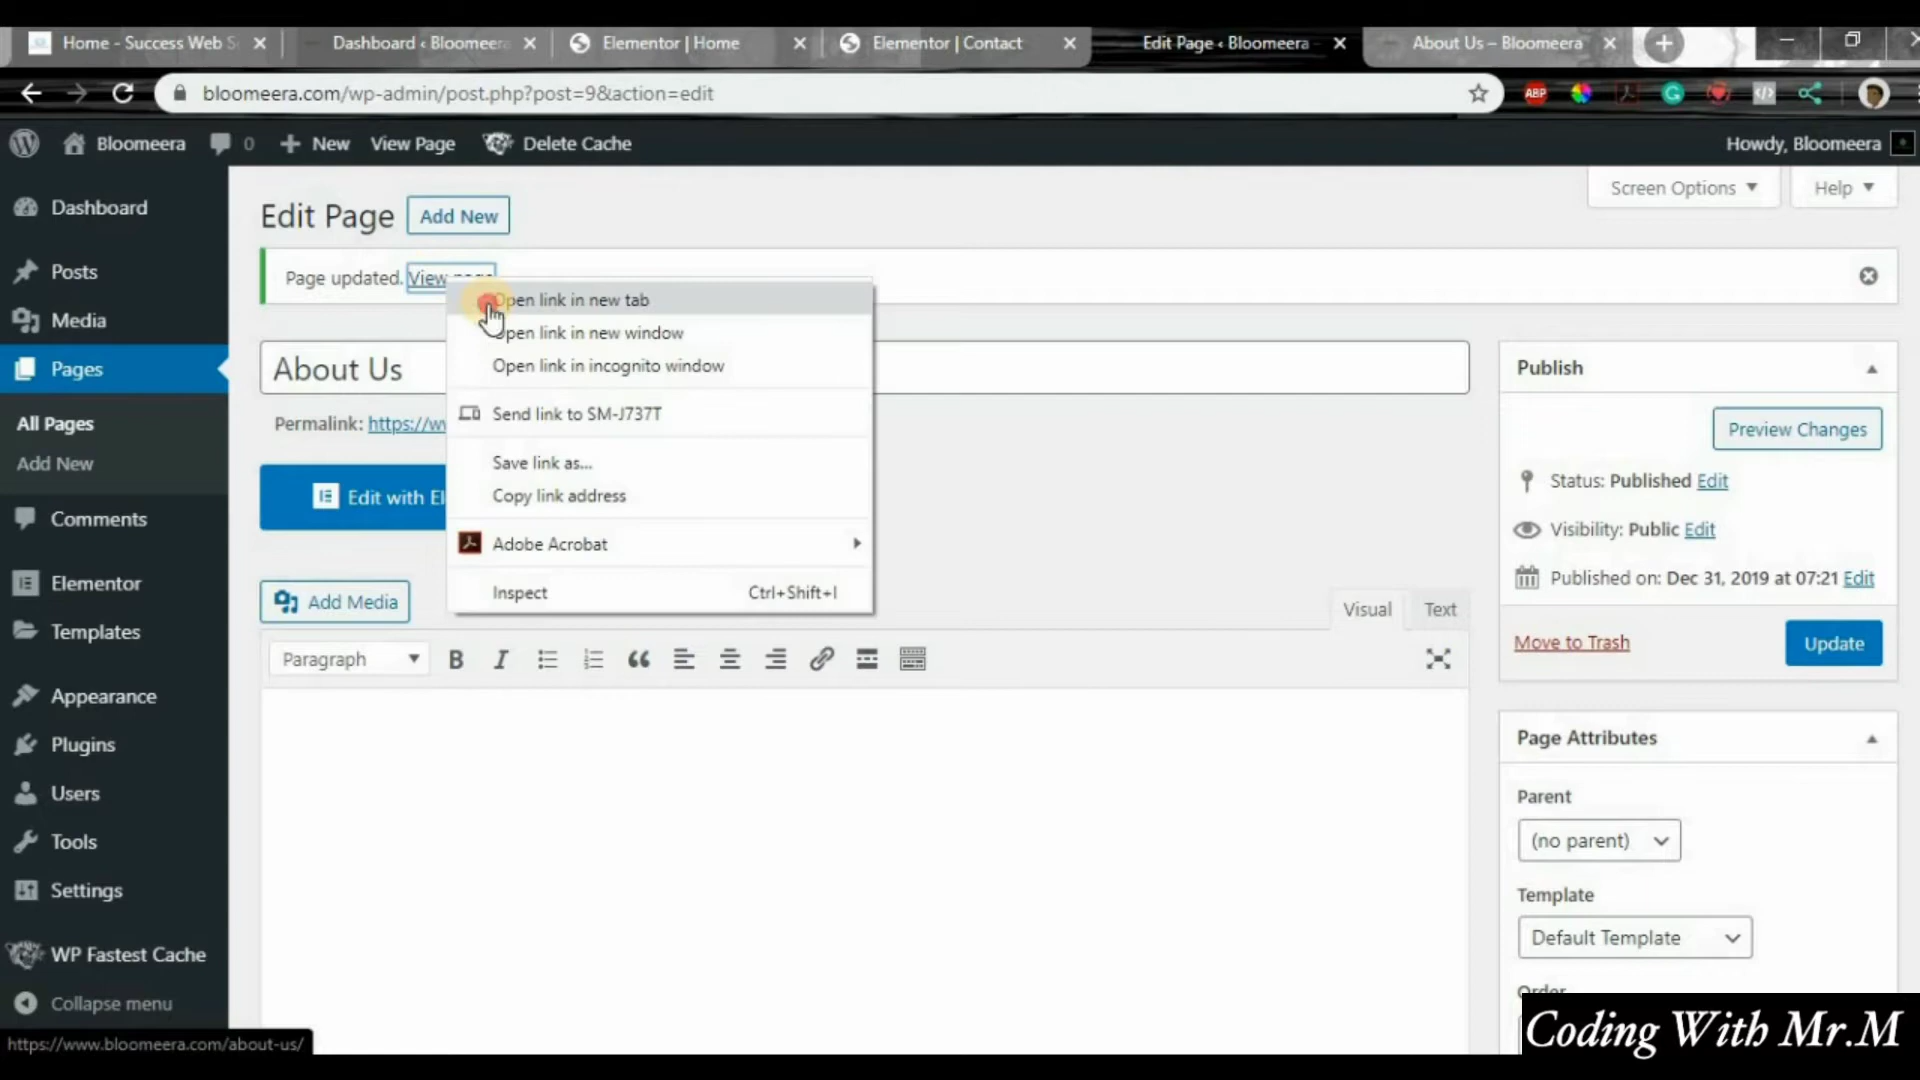 Home - Success Web S
Dashboard ‹ Bloomeera
Elementor | Home
Elementor | Contact
Edit Page ‹ Bloomeera
About Us – Bloomeera
bloomeera.com/wp-admin/post.php?post=9&action=edit
ABP
Bloomeera
0
New
View Page
Delete Cache
Howdy, Bloomeera
Screen Options
Help
Dashboard
Posts
Media
Pages
All Pages
Add New
Comments
Elementor
Templates
Appearance
Plugins
Users
Tools
Settings
WP Fastest Cache
Collapse menu
https://www.bloomeera.com/about-us/
Edit Page
Add New
Page updated. View page
Open link in new tab
Open link in new window
Open link in incognito window
Send link to SM-J737T
Save link as...
Copy link address
Adobe Acrobat
Inspect Ctrl+Shift+I
About Us
Permalink: https://w
Edit with El
Add Media
Visual
Text
Paragraph
Publish
Preview Changes
Status: Published Edit
Visibility: Public Edit
Published on: Dec 31, 2019 at 07:21 Edit
Move to Trash
Update
Page Attributes
Parent
(no parent)
Template
Default Template
Order
Coding With Mr.M